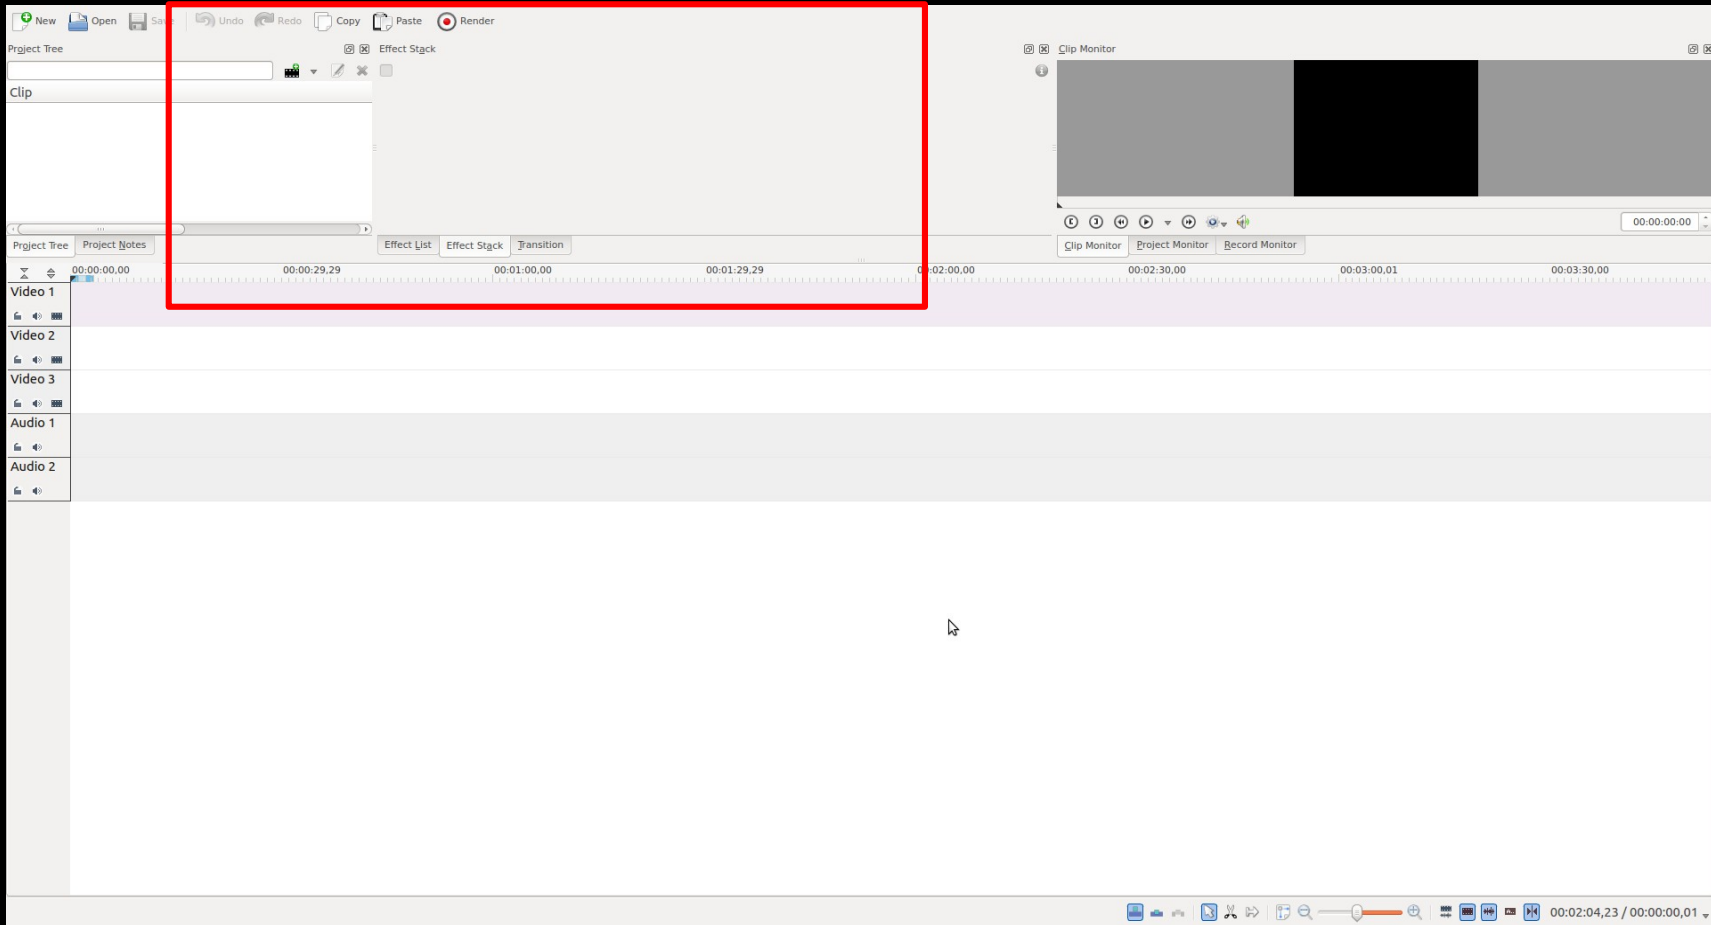 New Open Save Undo Redo Copy Paste Render
Project Tree Effect Stack Clip Monitor
Clip
00:00:00:00
Project Tree Project Notes Effect List Effect Stack Transition Clip Monitor Project Monitor Record Monitor
00:00:00,00 00:00:29,29 00:01:00,00 00:01:29,29 00:02:00,00 00:02:30,00 00:03:00,01 00:03:30,00
Video 1
Video 2
Video 3
Audio 1
Audio 2
00:02:04,23 / 00:00:00,01